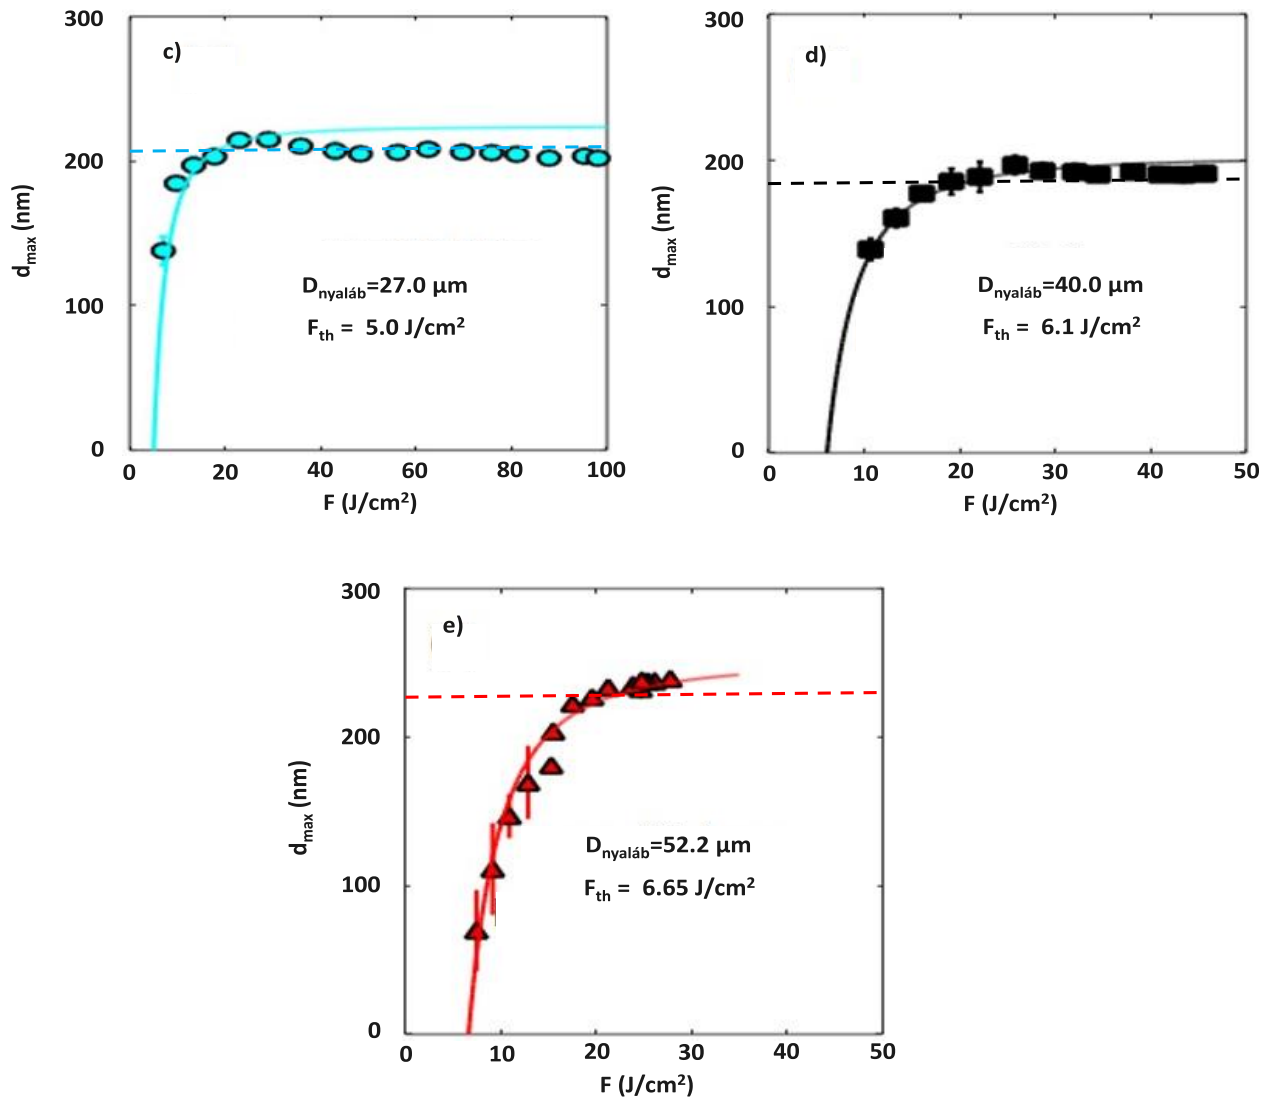 c)
300
200
100
0
d_max (nm)
D_nyaláb=27.0 µm
F_th = 5.0 J/cm²
0 20 40 60 80 100
F (J/cm²)
d)
300
200
100
0
d_max (nm)
D_nyaláb=40.0 µm
F_th = 6.1 J/cm²
0 10 20 30 40 50
F (J/cm²)
e)
300
200
100
0
d_max (nm)
D_nyaláb=52.2 µm
F_th = 6.65 J/cm²
0 10 20 30 40 50
F (J/cm²)